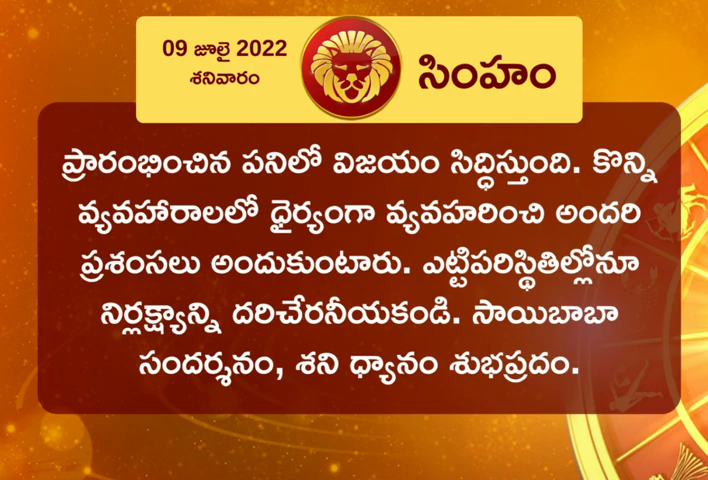 09 జూలై 2022
శనివారం
సింహం
ప్రారంభించిన పనిలో విజయం సిద్ధిస్తుంది. కొన్ని
వ్యవహారాలలో ధైర్యంగా వ్యవహరించి అందరి
ప్రశంసలు అందుకుంటారు. ఎట్టిపరిస్థితిల్లోనూ
నిర్లక్ష్యాన్ని దరిచేరనీయకండి. సాయిబాబా
సందర్శనం, శని ధ్యానం శుభప్రదం.